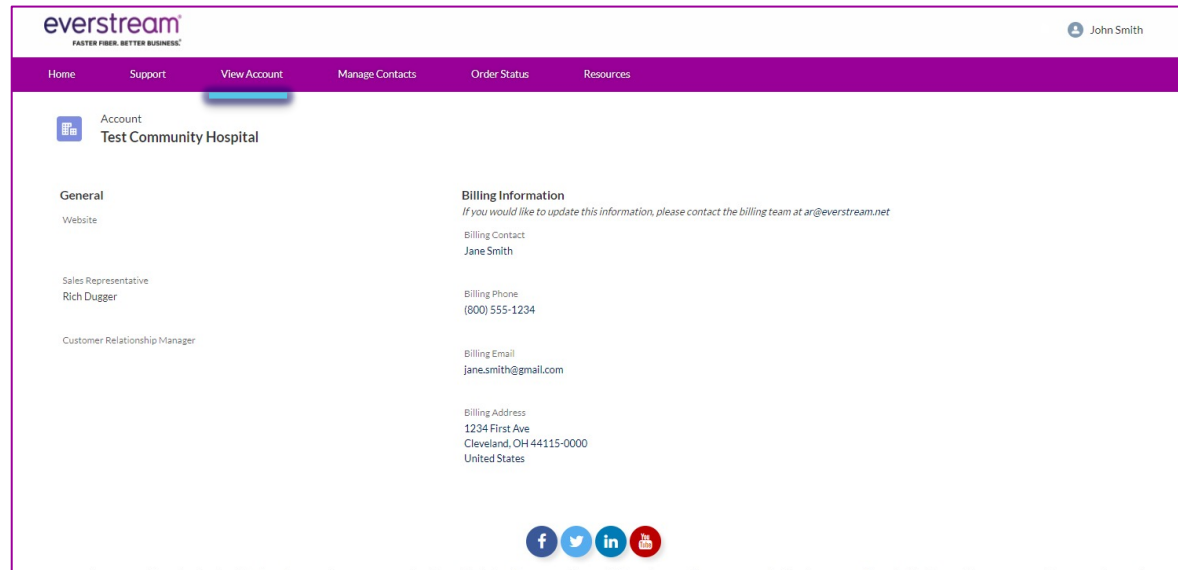 everstream
FASTER FIBER. BETTER BUSINESS.
John Smith
Home Support View Account Manage Contacts Order Status Resources
Account
Test Community Hospital
General
Website
Sales Representative
Rich Dugger
Customer Relationship Manager
Billing Information
If you would like to update this information, please contact the billing team at ar@everstream.net
Billing Contact
Jane Smith
Billing Phone
(800) 555-1234
Billing Email
jane.smith@gmail.com
Billing Address
1234 First Ave
Cleveland, OH 44115-0000
United States
f
in
You
Tube